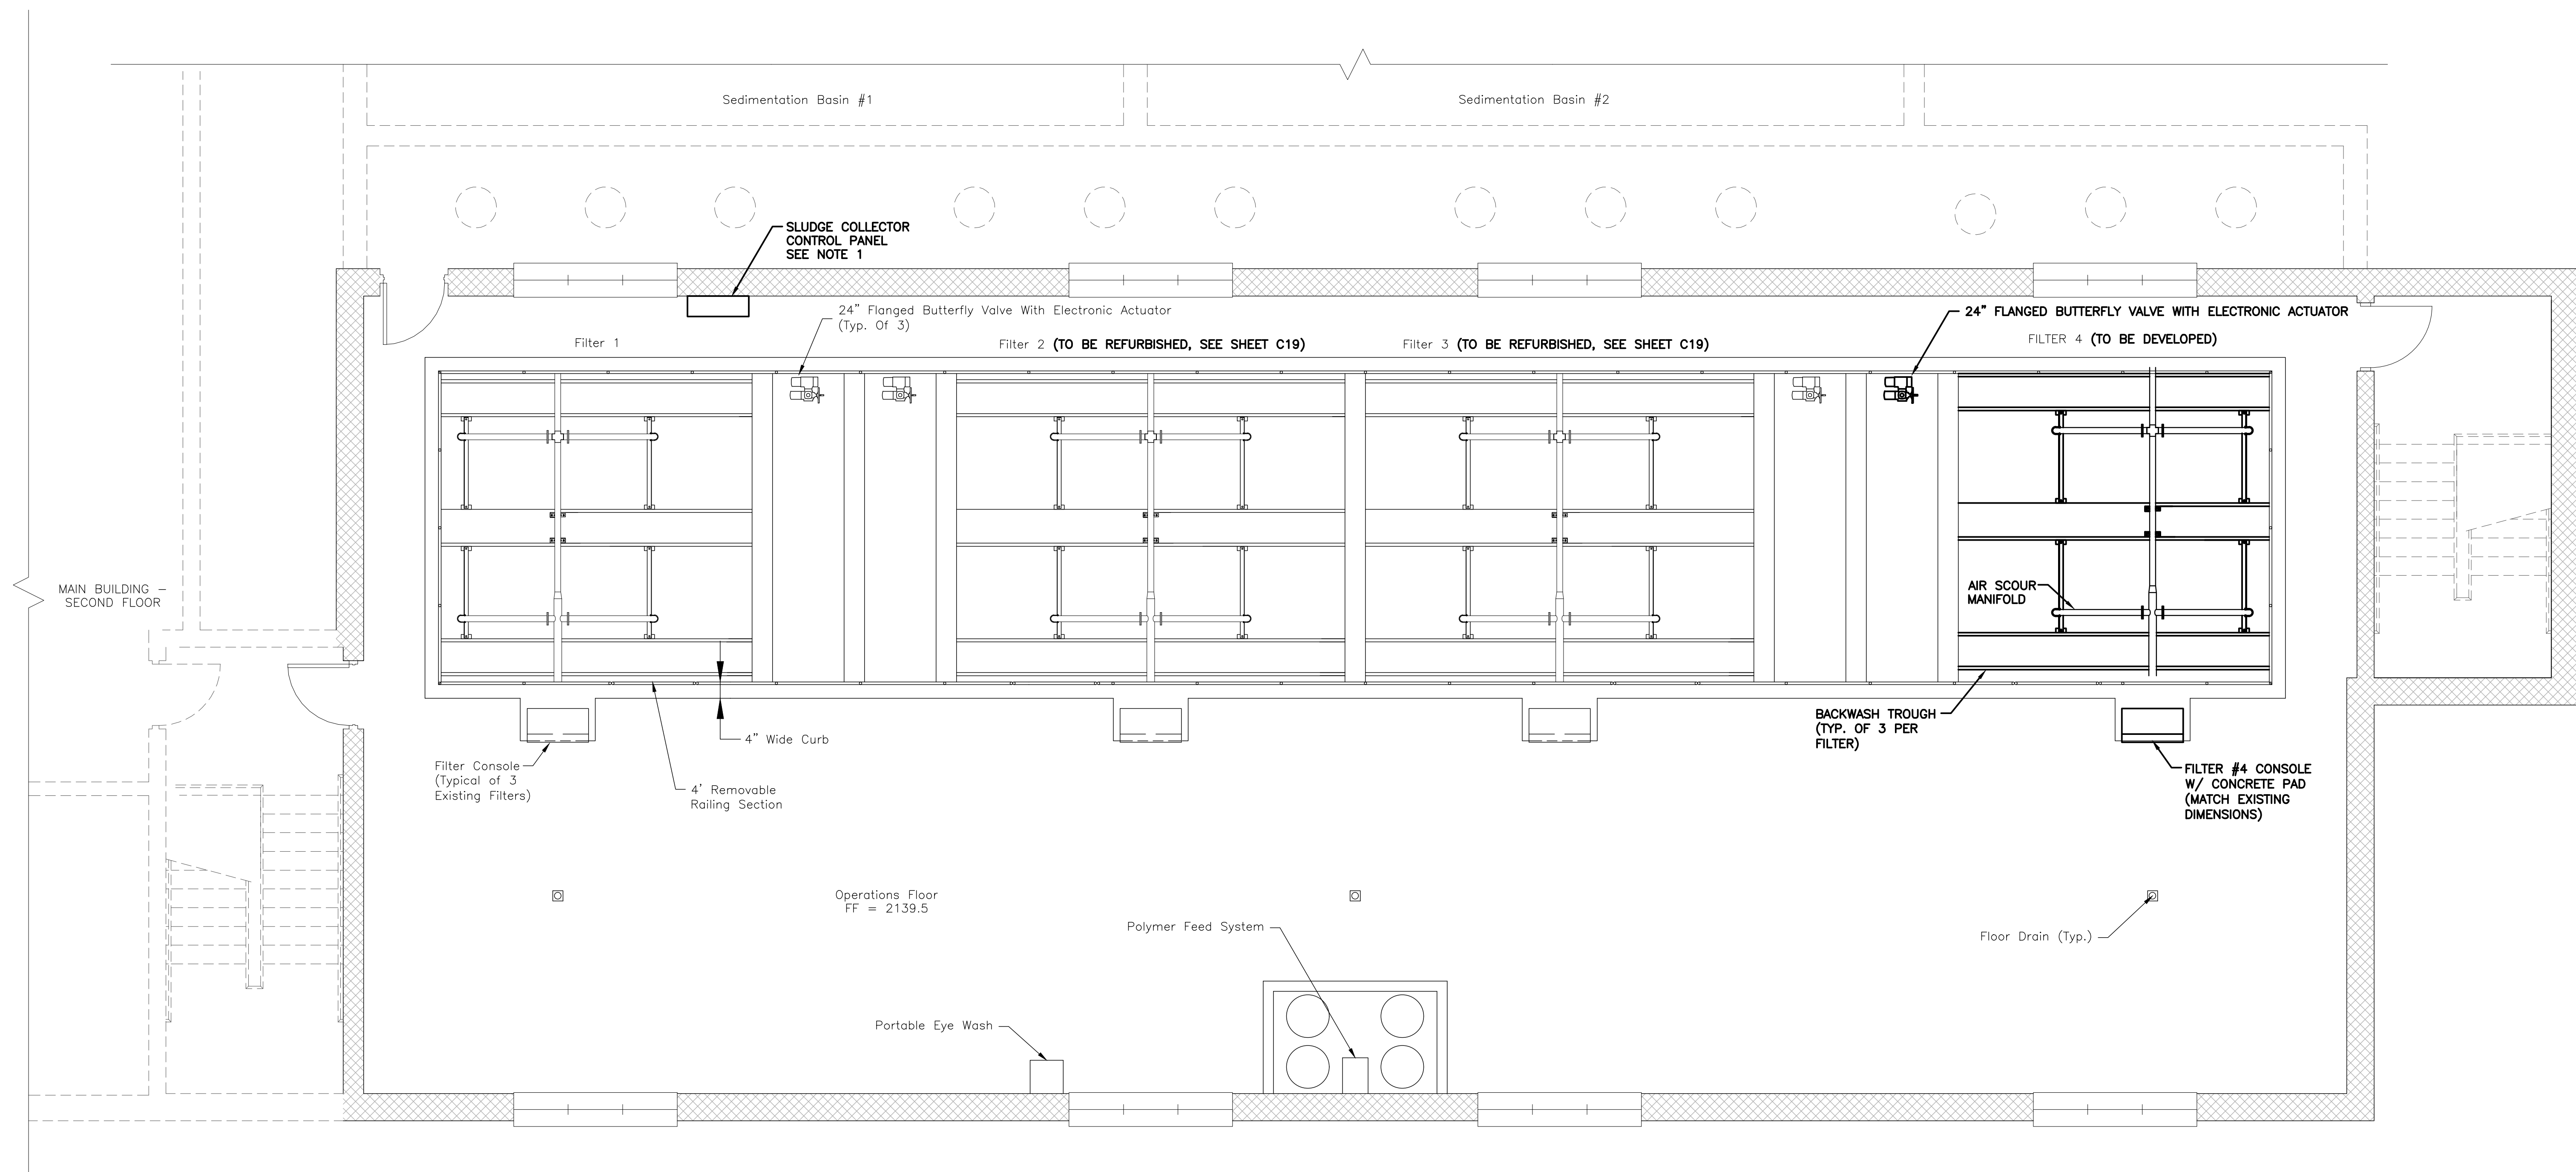 Sedimentation Basin #1
Sedimentation Basin #2
SLUDGE COLLECTOR
CONTROL PANEL
SEE NOTE 1
24" Flanged Butterfly Valve With Electronic Actuator
(Typ. Of 3)
24" FLANGED BUTTERFLY VALVE WITH ELECTRONIC ACTUATOR
Filter 1
Filter 2 (TO BE REFURBISHED, SEE SHEET C19)
Filter 3 (TO BE REFURBISHED, SEE SHEET C19)
FILTER 4 (TO BE DEVELOPED)
MAIN BUILDING –
SECOND FLOOR
AIR SCOUR
MANIFOLD
BACKWASH TROUGH
(TYP. OF 3 PER
FILTER)
4" Wide Curb
Filter Console
(Typical of 3
Existing Filters)
4' Removable
Railing Section
FILTER #4 CONSOLE
W/ CONCRETE PAD
(MATCH EXISTING
DIMENSIONS)
Operations Floor
FF = 2139.5
Polymer Feed System
Floor Drain (Typ.)
Portable Eye Wash